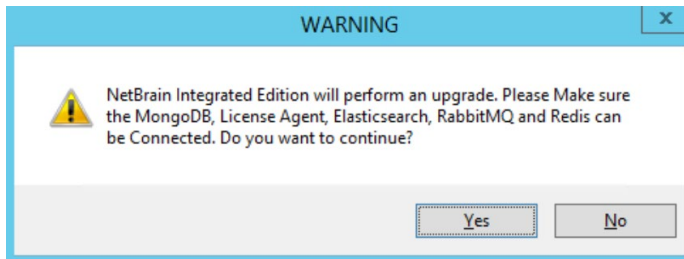 WARNING
x
NetBrain Integrated Edition will perform an upgrade. Please Make sure
the MongoDB, License Agent, Elasticsearch, RabbitMQ and Redis can
be Connected. Do you want to continue?
Yes
No